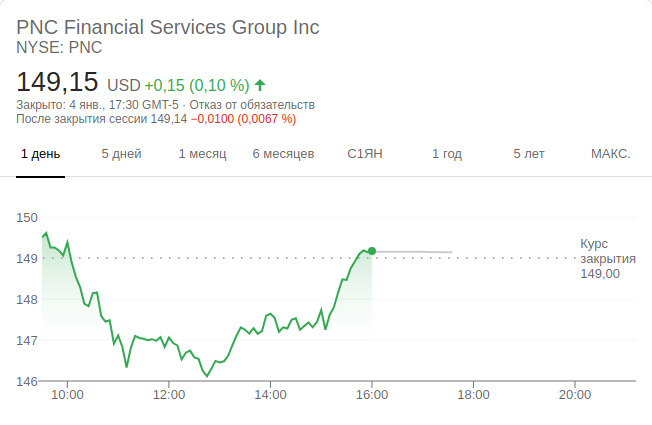 PNC Financial Services Group Inc
NYSE: PNC
149,15 USD +0,15 (0,10 %)
Закрыто: 4 янв., 17:30 GMT-5 · Отказ от обязательств
После закрытия сессии 149,14 −0,0100 (0,0067 %)
1 день 5 дней 1 месяц 6 месяцев С1ЯН 1 год 5 лет МАКС.
150
149
148
147
146
Курс
закрытия
149,00
10:00 12:00 14:00 16:00 18:00 20:00